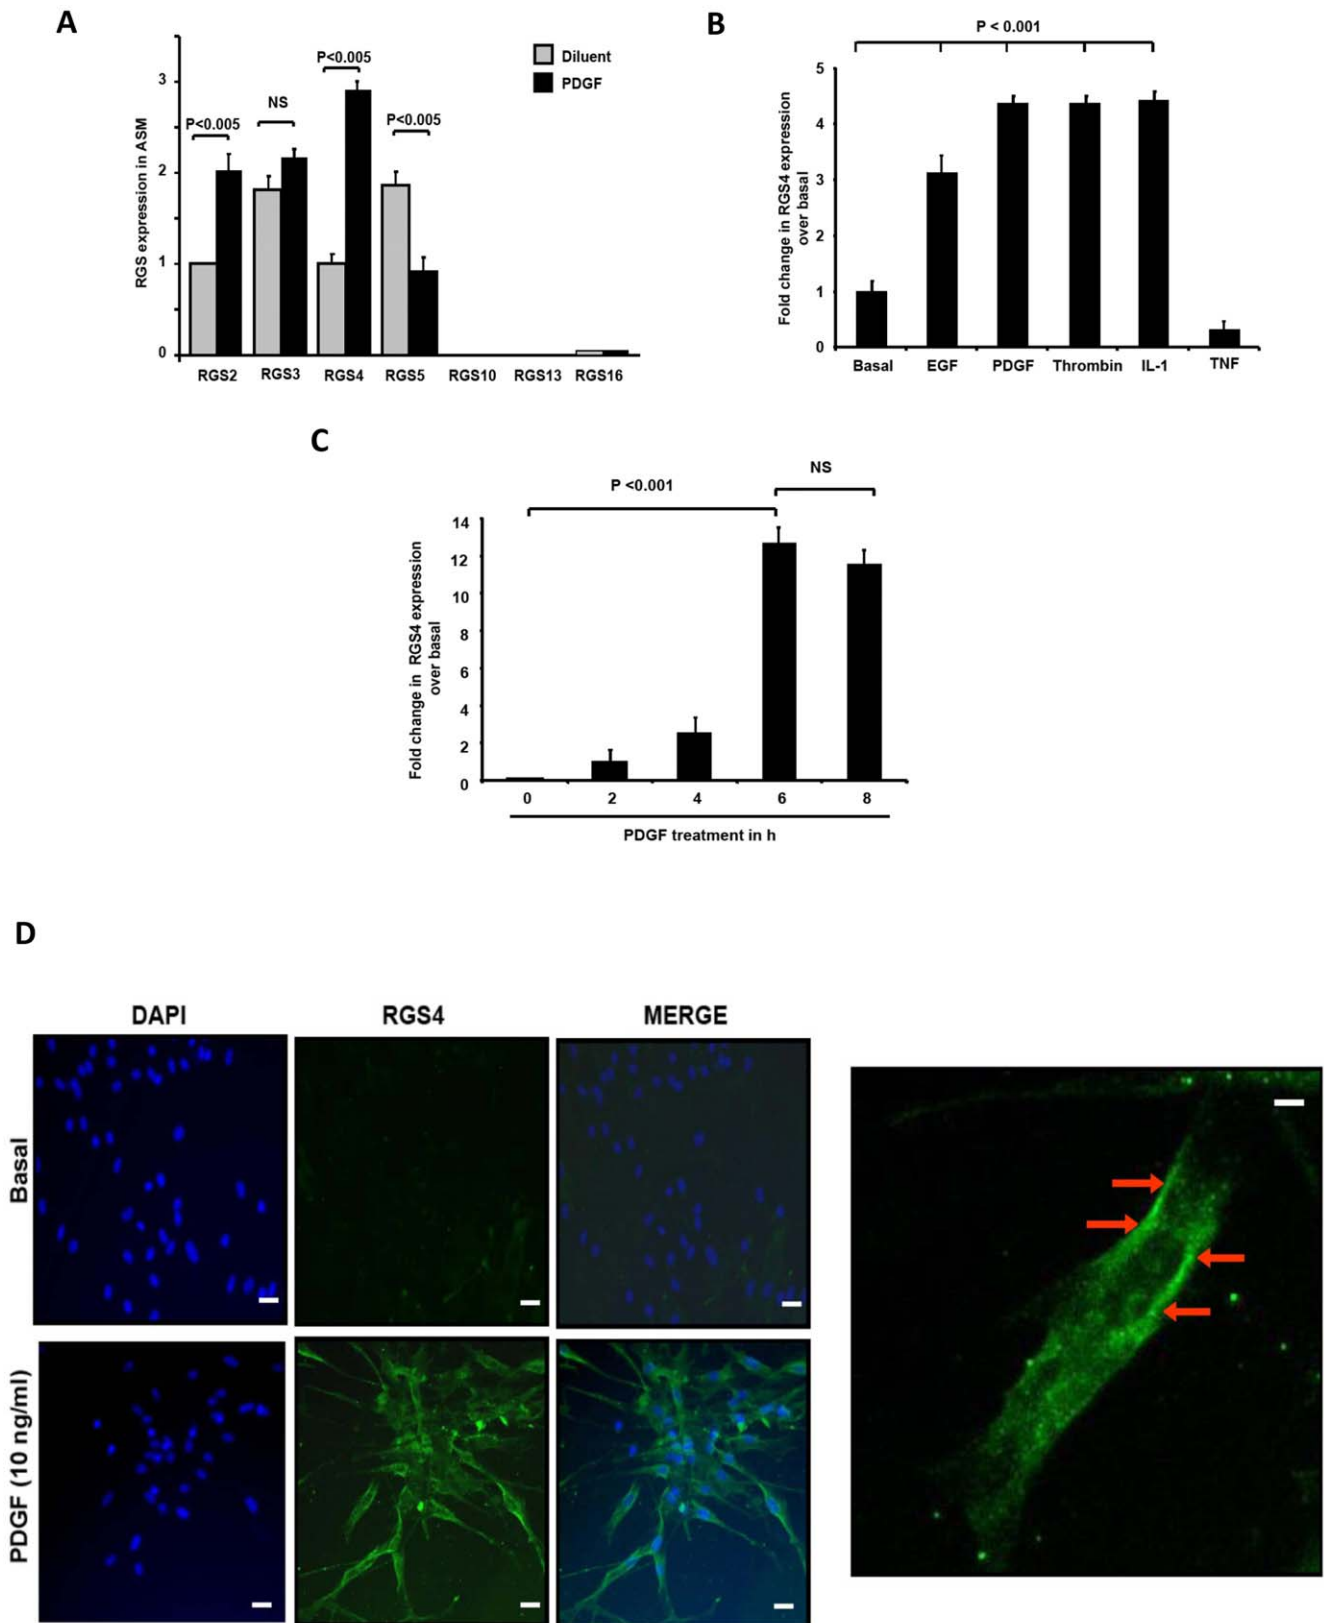 A
P<0.005
NS
P<0.005
P<0.005
Diluent
PDGF
RGS expression in ASM
3
2
1
0
RGS2 RGS3 RGS4 RGS5 RGS10 RGS13 RGS16
B
P < 0.001
Fold change in RGS4 expression
over basal
5
4
3
2
1
0
Basal EGF PDGF Thrombin IL-1 TNF
C
P <0.001
NS
Fold change in RGS4 expression
over basal
14
12
10
8
6
4
2
0
0 2 4 6 8
PDGF treatment in h
D
DAPI RGS4 MERGE
Basal
PDGF (10 ng/ml)